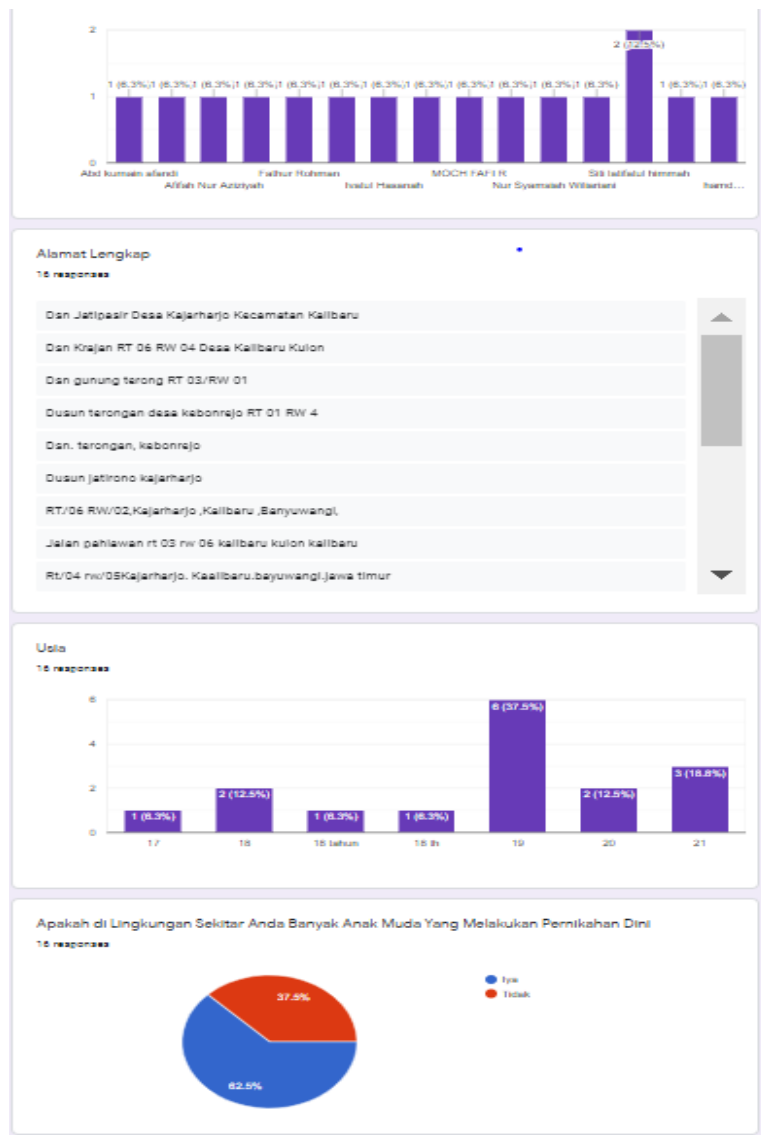 2
2 (12.5%)
1 (6.3%) 1 (6.3%) 1 (6.3%) 1 (6.3%) 1 (6.3%) 1 (6.3%) 1 (6.3%) 1 (6.3%) 1 (6.3%) 1 (6.3%) 1 (6.3%) 1 (6.3%) 1 (6.3%) 1 (6.3%)
1
0
Abd kumain afandi Fathur Rohman MOCH FAFI R Siti latifatul himmah
Afifah Nur Aziziyah Ivatul Hasanah Nur Syamsiah Wiliariani hamd...
Alamat Lengkap
16 responses
Dsn Jatipasir Desa Kajarharjo Kecamatan Kalibaru
Dsn Krajan RT 06 RW 04 Desa Kalibaru Kulon
Dsn gunung terong RT 03/RW 01
Dusun terongan desa kebonrejo RT 01 RW 4
Dsn. terongan, kebonrejo
Dusun jatirono kajarharjo
RT/06 RW/02,Kajarharjo ,Kalibaru ,Banyuwangi,
Jalan pahlawan rt 03 rw 06 kalibaru kulon kalibaru
Rt/04 rw/05Kajarharjo. Kaalibaru.bayuwangi.jawa timur
Usia
16 responses
6
6 (37.5%)
4
3 (18.8%)
2
2 (12.5%) 2 (12.5%)
1 (6.3%) 1 (6.3%) 1 (6.3%)
0
17 18 18 tahun 18 th 19 20 21
Apakah di Lingkungan Sekitar Anda Banyak Anak Muda Yang Melakukan Pernikahan Dini
16 responses
Iya
Tidak
37.5%
62.5%